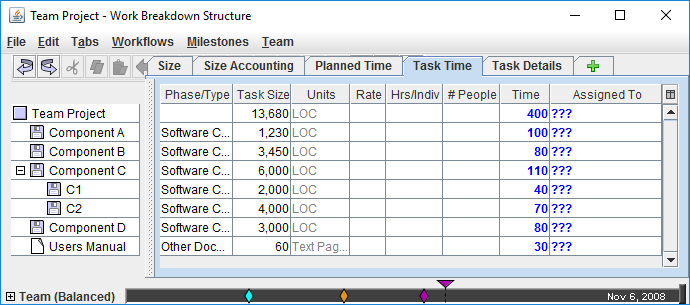 Team Project - Work Breakdown Structure
File Edit Tabs Workflows Milestones Team
Size Size Accounting Planned Time Task Time Task Details
Phase/Type Task Size Units Rate Hrs/Indiv # People Time Assigned To
Team Project 13,680 LOC 400 ???
Component A Software C... 1,230 LOC 100 ???
Component B Software C... 3,450 LOC 80 ???
Component C Software C... 6,000 LOC 110 ???
C1 Software C... 2,000 LOC 40 ???
C2 Software C... 4,000 LOC 70 ???
Component D Software C... 3,000 LOC 80 ???
Users Manual Other Doc... 60 Text Pag... 30 ???
Team (Balanced) Nov 6, 2008